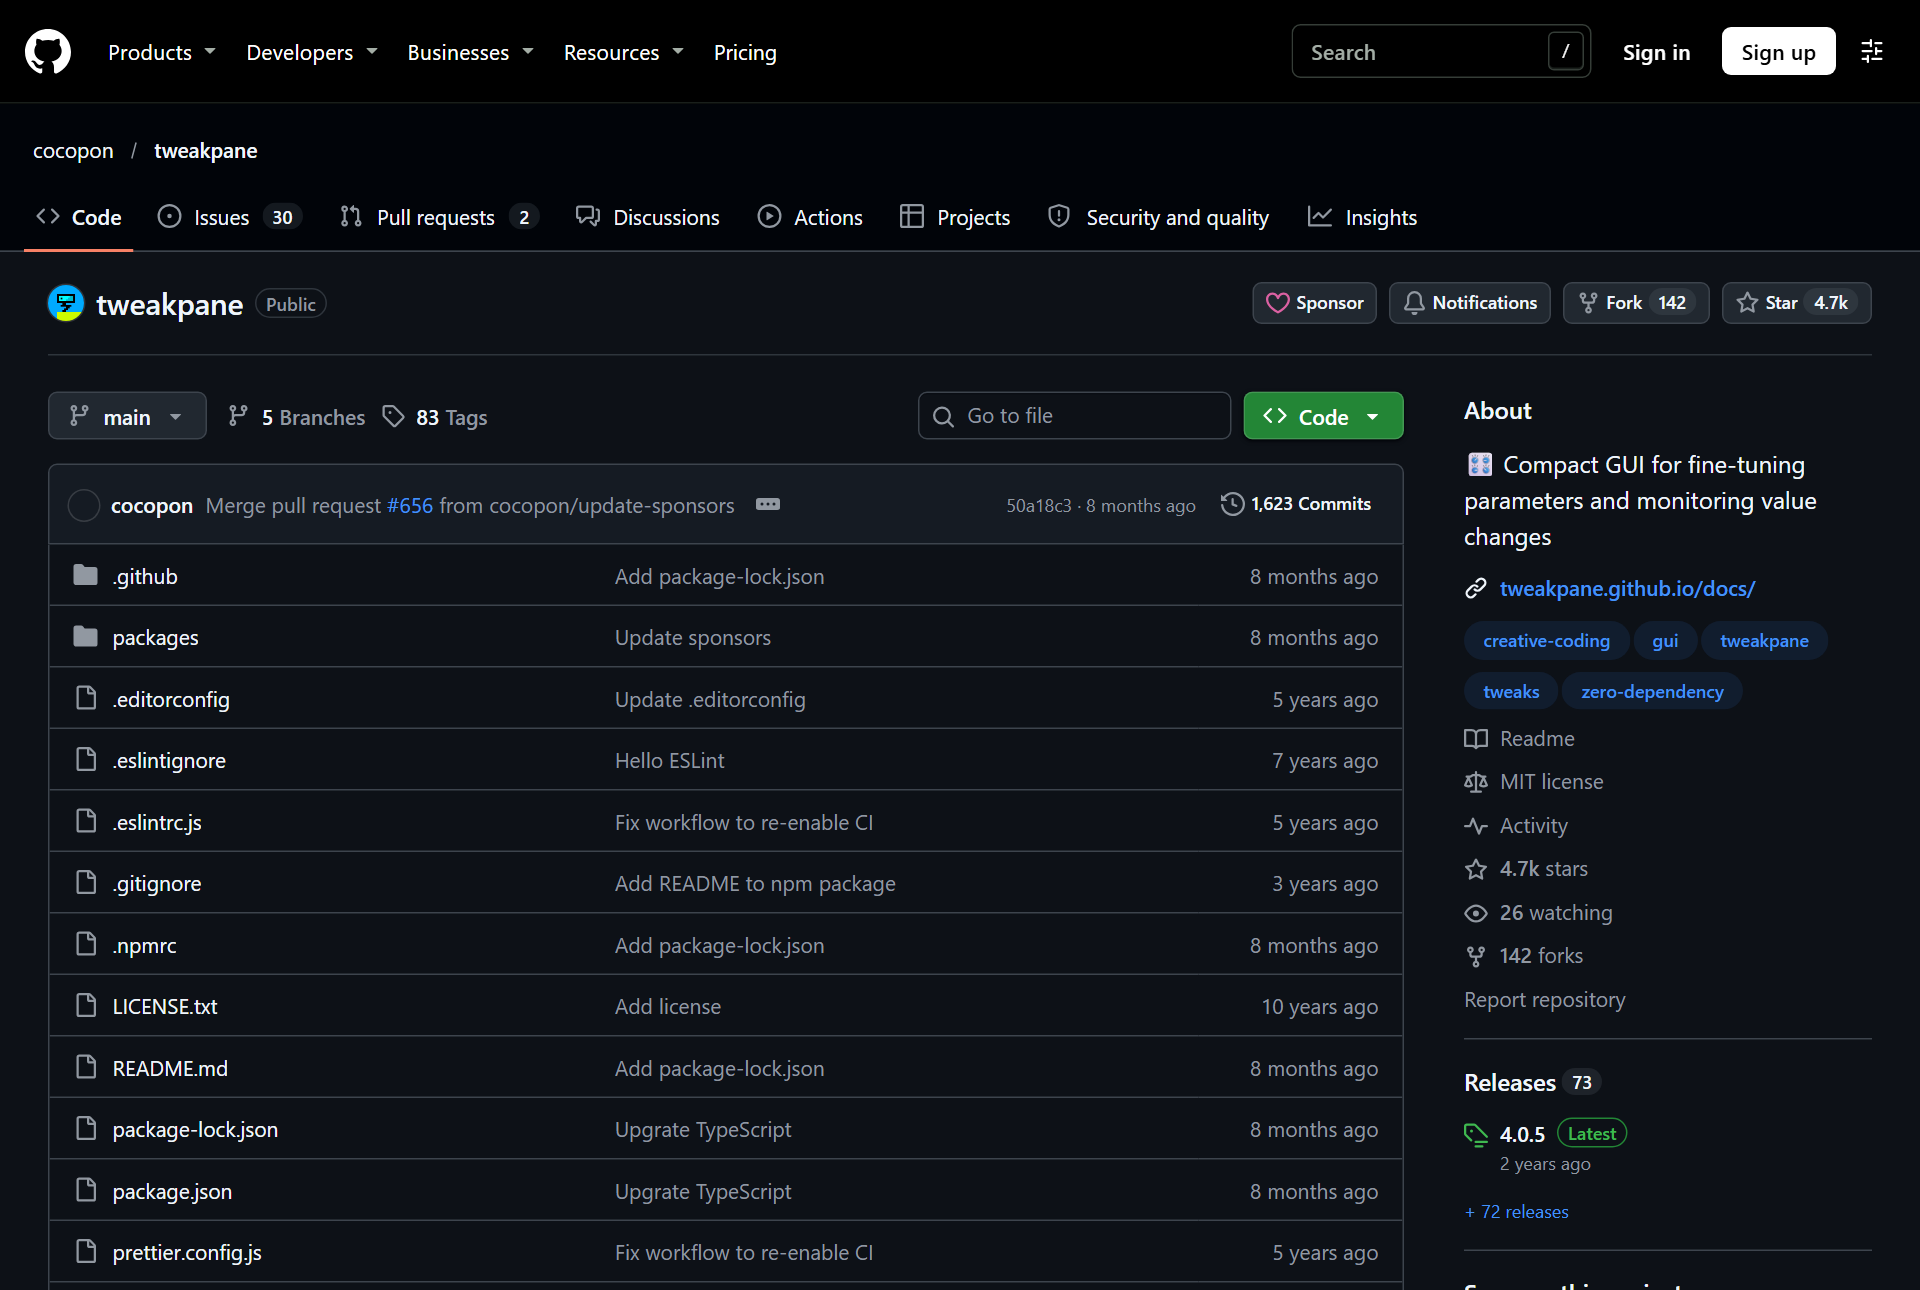 Products Developers Businesses Resources Pricing Search / Sign in Sign up
cocopon / tweakpane
Code Issues 30 Pull requests 2 Discussions Actions Projects Security and quality Insights
tweakpane Public Sponsor Notifications Fork 142 Star 4.7k
main 5 Branches 83 Tags Go to file Code
cocopon Merge pull request #656 from cocopon/update-sponsors 50a18c3 · 8 months ago 1,623 Commits
.github Add package-lock.json 8 months ago
packages Update sponsors 8 months ago
.editorconfig Update .editorconfig 5 years ago
.eslintignore Hello ESLint 7 years ago
.eslintrc.js Fix workflow to re-enable CI 5 years ago
.gitignore Add README to npm package 3 years ago
.npmrc Add package-lock.json 8 months ago
LICENSE.txt Add license 10 years ago
README.md Add package-lock.json 8 months ago
package-lock.json Upgrate TypeScript 8 months ago
package.json Upgrate TypeScript 8 months ago
prettier.config.js Fix workflow to re-enable CI 5 years ago
About
Compact GUI for fine-tuning
parameters and monitoring value
changes
tweakpane.github.io/docs/
creative-coding gui tweakpane
tweaks zero-dependency
Readme
MIT license
Activity
4.7k stars
26 watching
142 forks
Report repository
Releases 73
4.0.5 Latest
2 years ago
+ 72 releases